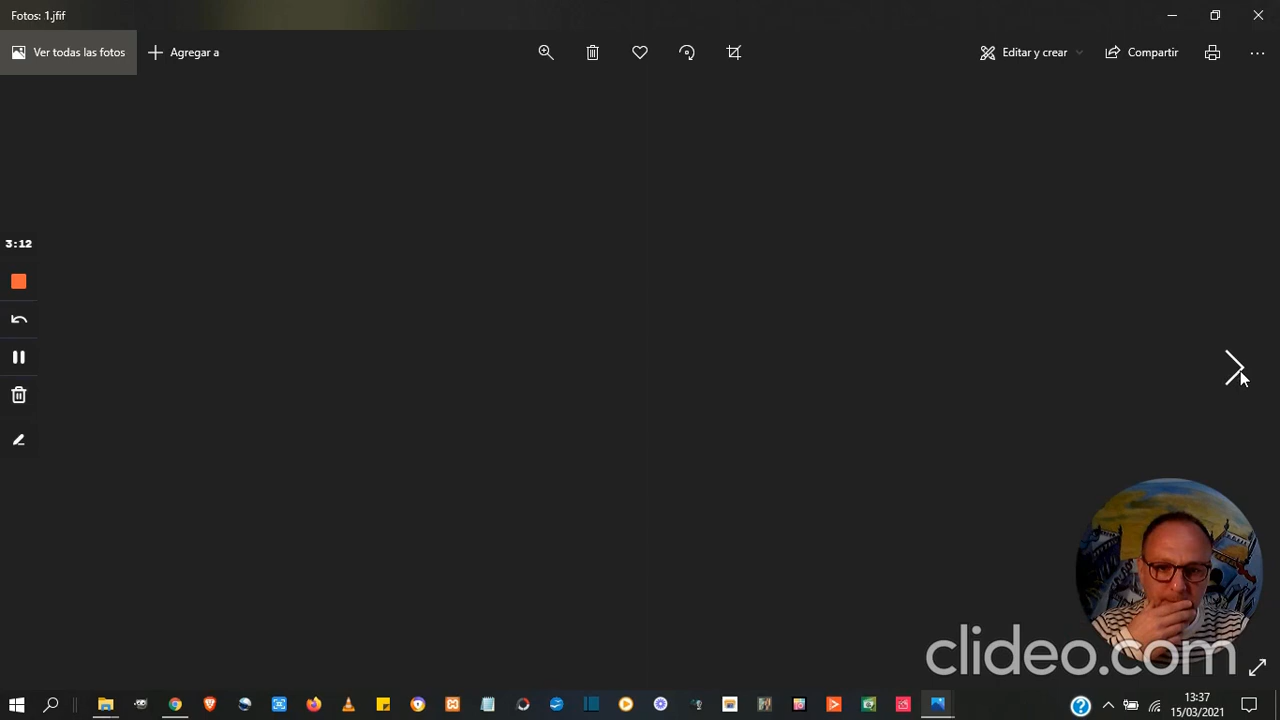 Fotos: 1.jfif
Ver todas las fotos
Agregar a
Editar y crear
Compartir
3:12
clideo.com
13:37
15/03/2021